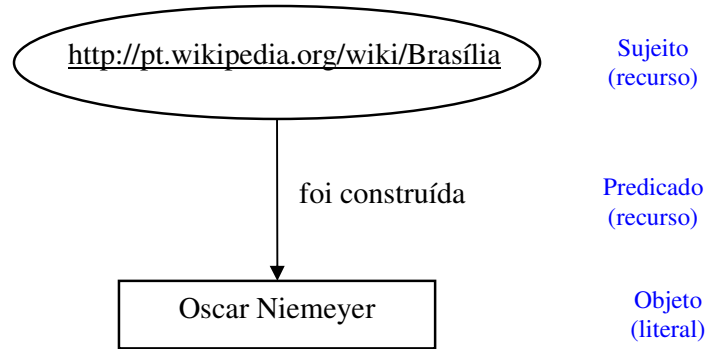 http://pt.wikipedia.org/wiki/Brasília
Sujeito
(recurso)
foi construída
Predicado
(recurso)
Oscar Niemeyer
Objeto
(literal)